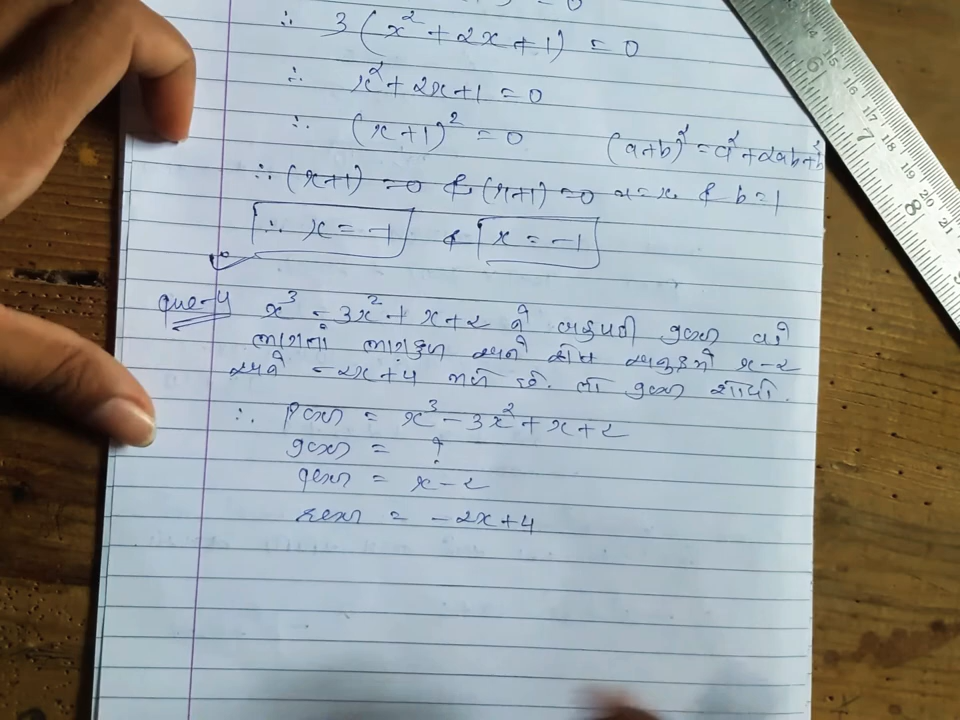 = 0
∴ 3 (x² + 2x + 1) = 0
∴ x² + 2x + 1 = 0
∴ (x + 1)² = 0 (a+b)² = a² + 2ab + b²
∴ (x+1) = 0 & (x+1) = 0 a = x & b = 1
∴ x = -1 & x = -1
que-4 x³ - 3x² + x + 2 ને બહુપદી g(x) વડે
ભાગતાં ભાગફળ અને શેષ અનુક્રમે x - 2
અને -2x + 4 મળે છે. તો g(x) શોધો.
∴ p(x) = x³ - 3x² + x + 2
g(x) = ?
q(x) = x - 2
r(x) = -2x + 4